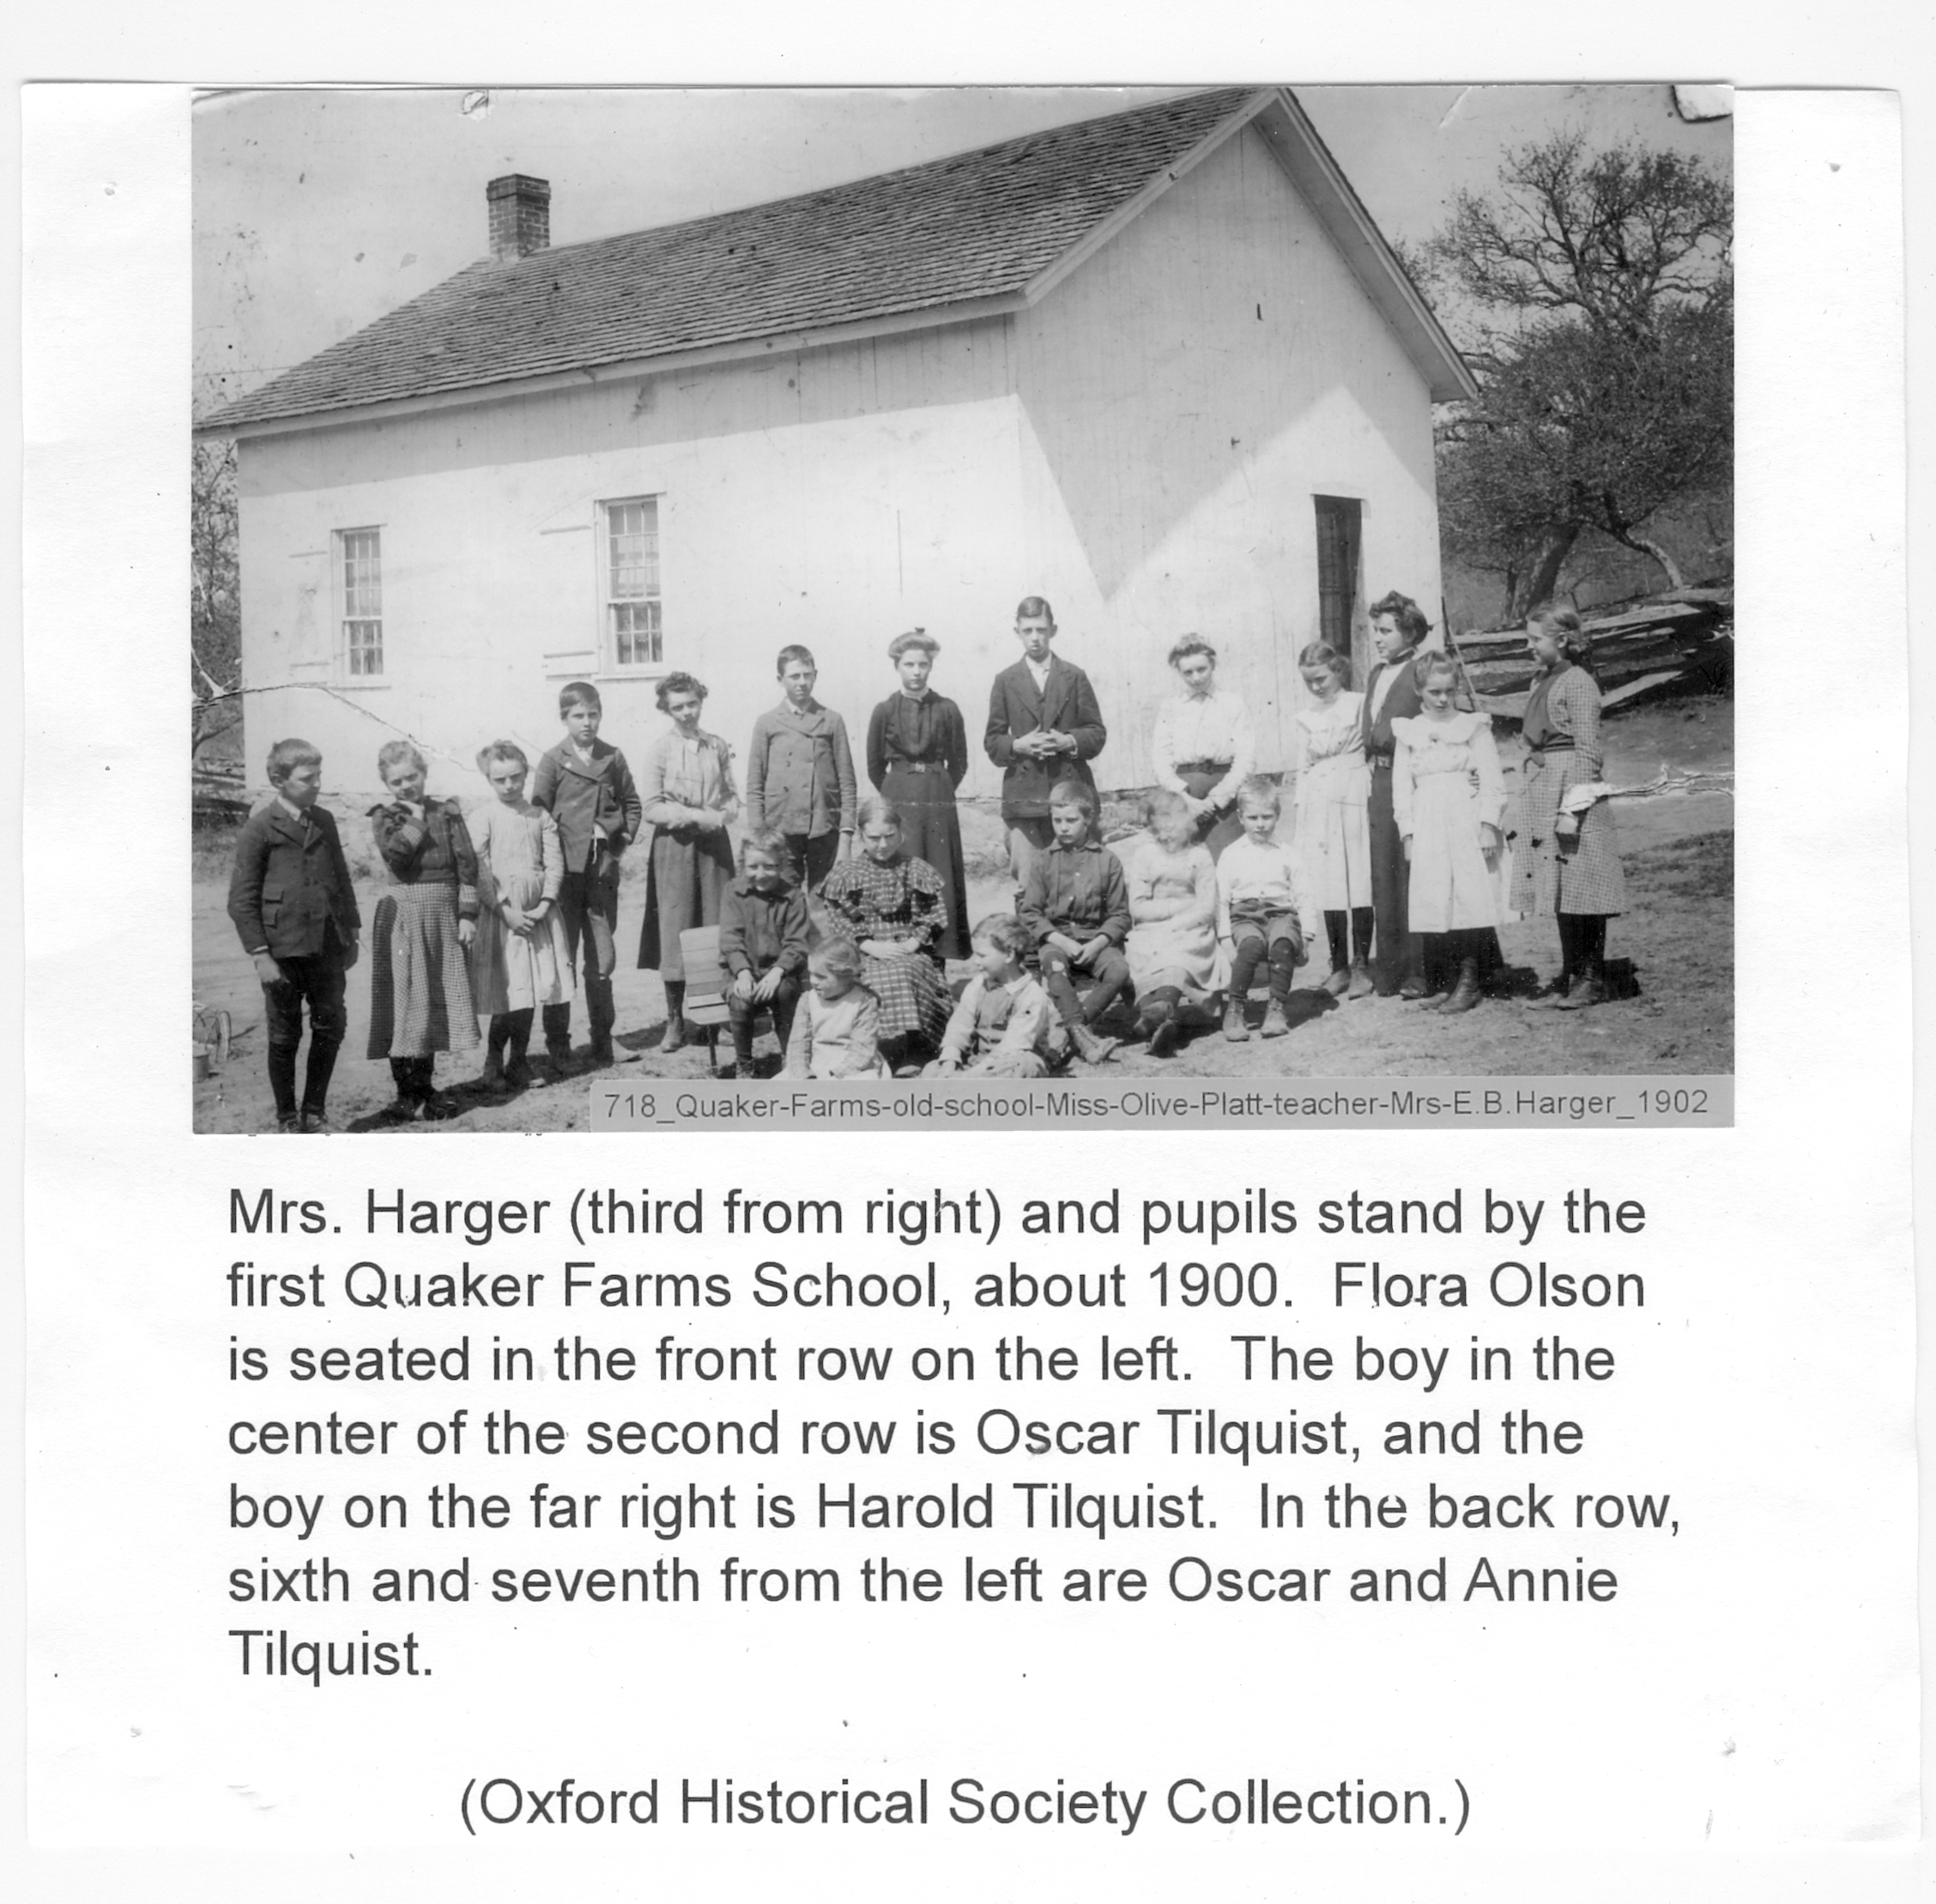 718_Quaker-Farms-old-school-Miss-Olive-Platt-teacher-Mrs-E.B.Harger_1902
Mrs. Harger (third from right) and pupils stand by the
first Quaker Farms School, about 1900.  Flora Olson
is seated in the front row on the left.  The boy in the
center of the second row is Oscar Tilquist, and the
boy on the far right is Harold Tilquist.  In the back row,
sixth and seventh from the left are Oscar and Annie
Tilquist.
(Oxford Historical Society Collection.)